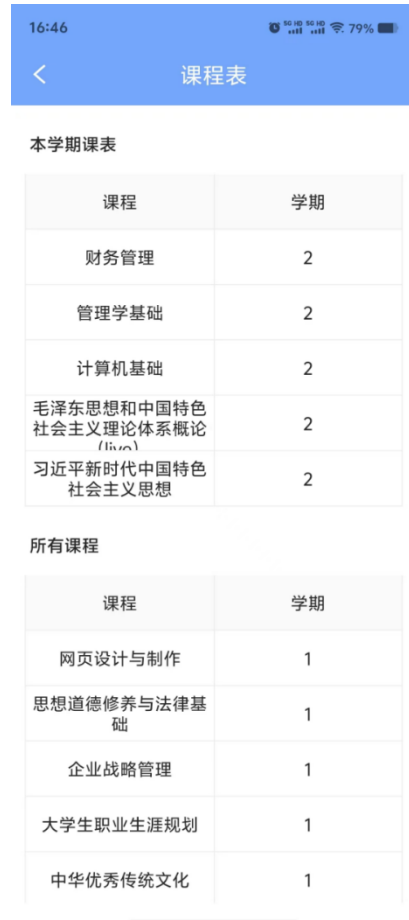 16:46 5G HD 5G HD 79%
课程表
本学期课表
课程 学期
财务管理 2
管理学基础 2
计算机基础 2
毛泽东思想和中国特色
社会主义理论体系概论 2
(live)
习近平新时代中国特色
社会主义思想 2
所有课程
课程 学期
网页设计与制作 1
思想道德修养与法律基
础 1
企业战略管理 1
大学生职业生涯规划 1
中华优秀传统文化 1